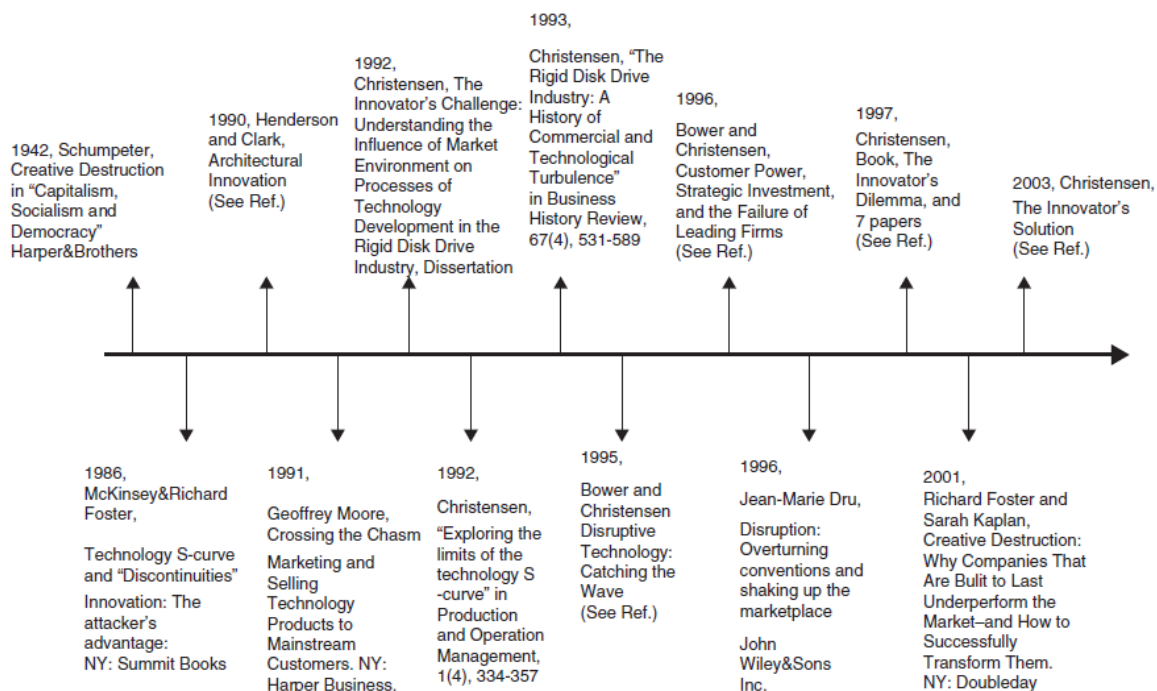 1942, Schumpeter,
Creative Destruction
in “Capitalism,
Socialism and
Democracy”
Harper&Brothers
1990, Henderson
and Clark,
Architectural
Innovation
(See Ref.)
1992,
Christensen, The
Innovator’s Challenge:
Understanding the
Influence of Market
Environment on
Processes of
Technology
Development in the
Rigid Disk Drive
Industry, Dissertation
1993,
Christensen, “The
Rigid Disk Drive
Industry: A
History of
Commercial and
Technological
Turbulence”
in Business
History Review,
67(4), 531-589
1996,
Bower and
Christensen,
Customer Power,
Strategic Investment,
and the Failure of
Leading Firms
(See Ref.)
1997,
Christensen,
Book, The
Innovator’s
Dilemma, and
7 papers
(See Ref.)
2003, Christensen,
The Innovator’s
Solution
(See Ref.)
1986,
McKinsey&Richard
Foster,
Technology S-curve
and “Discontinuities”
Innovation: The
attacker’s
advantage:
NY: Summit Books
1991,
Geoffrey Moore,
Crossing the Chasm
Marketing and
Selling
Technology
Products to
Mainstream
Customers. NY:
Harper Business.
1992,
Christensen,
“Exploring the
limits of the
technology S
-curve” in
Production
and Operation
Management,
1(4), 334-357
1995,
Bower and
Christensen
Disruptive
Technology:
Catching the
Wave
(See Ref.)
1996,
Jean-Marie Dru,
Disruption:
Overturning
conventions and
shaking up the
marketplace
John
Wiley&Sons
Inc.
2001,
Richard Foster and
Sarah Kaplan,
Creative Destruction:
Why Companies That
Are Bulit to Last
Underperform the
Market–and How to
Successfully
Transform Them.
NY: Doubleday